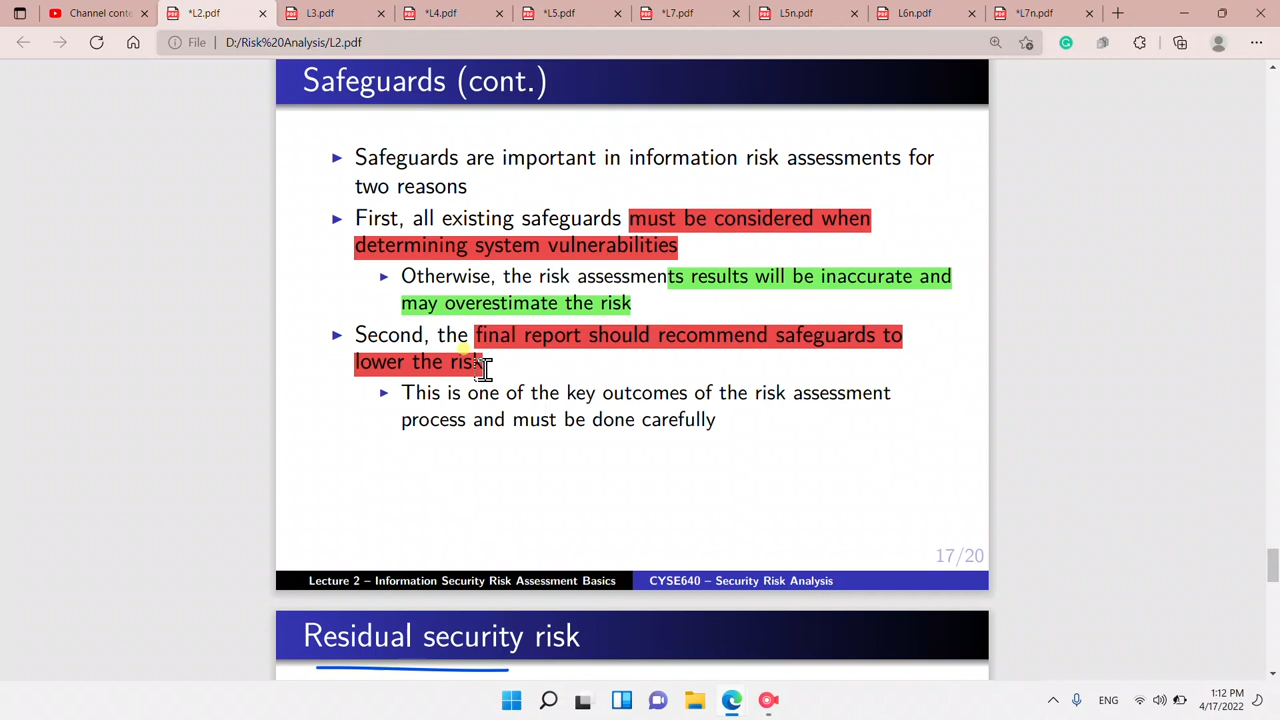 Channel conte
*L2.pdf
L3.pdf
*L4.pdf
*L5.pdf
*L7.pdf
L5n.pdf
L6n.pdf
*L7n.pdf
File
D:/Risk%20Analysis/L2.pdf
Safeguards (cont.)
Safeguards are important in information risk assessments for
two reasons
First, all existing safeguards must be considered when
determining system vulnerabilities
Otherwise, the risk assessments results will be inaccurate and
may overestimate the risk
Second, the final report should recommend safeguards to
lower the risk
This is one of the key outcomes of the risk assessment
process and must be done carefully
17/20
Lecture 2 – Information Security Risk Assessment Basics
CYSE640 – Security Risk Analysis
Residual security risk
ENG
1:12 PM
4/17/2022